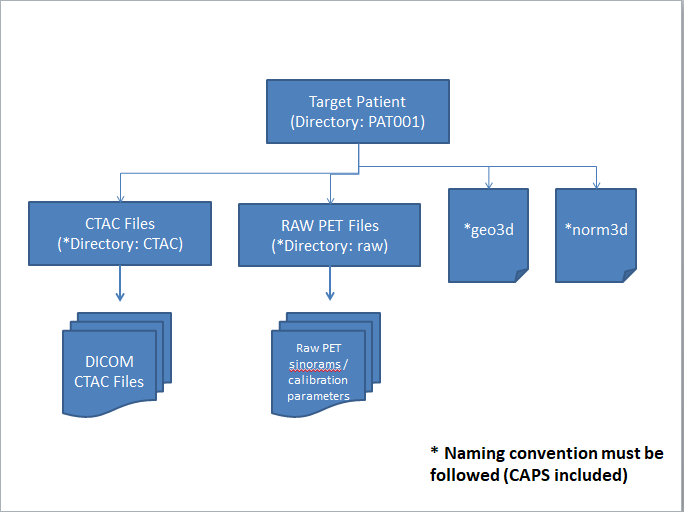 Target Patient
(Directory: PAT001)
CTAC Files
(*Directory: CTAC)
RAW PET Files
(*Directory: raw)
*geo3d
*norm3d
DICOM
CTAC Files
Raw PET
sinorams /
calibration
parameters
* Naming convention must be
followed (CAPS included)